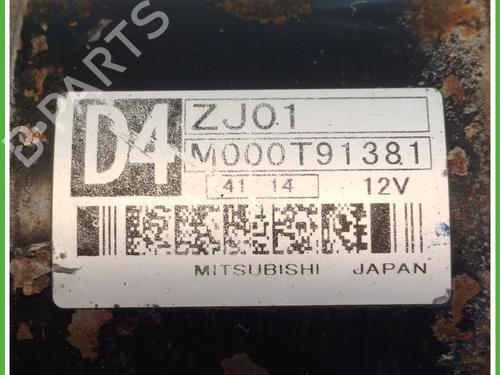 D4
ZJ01
M000T91381
41 14
12V
MITSUBISHI JAPAN
B-PARTS